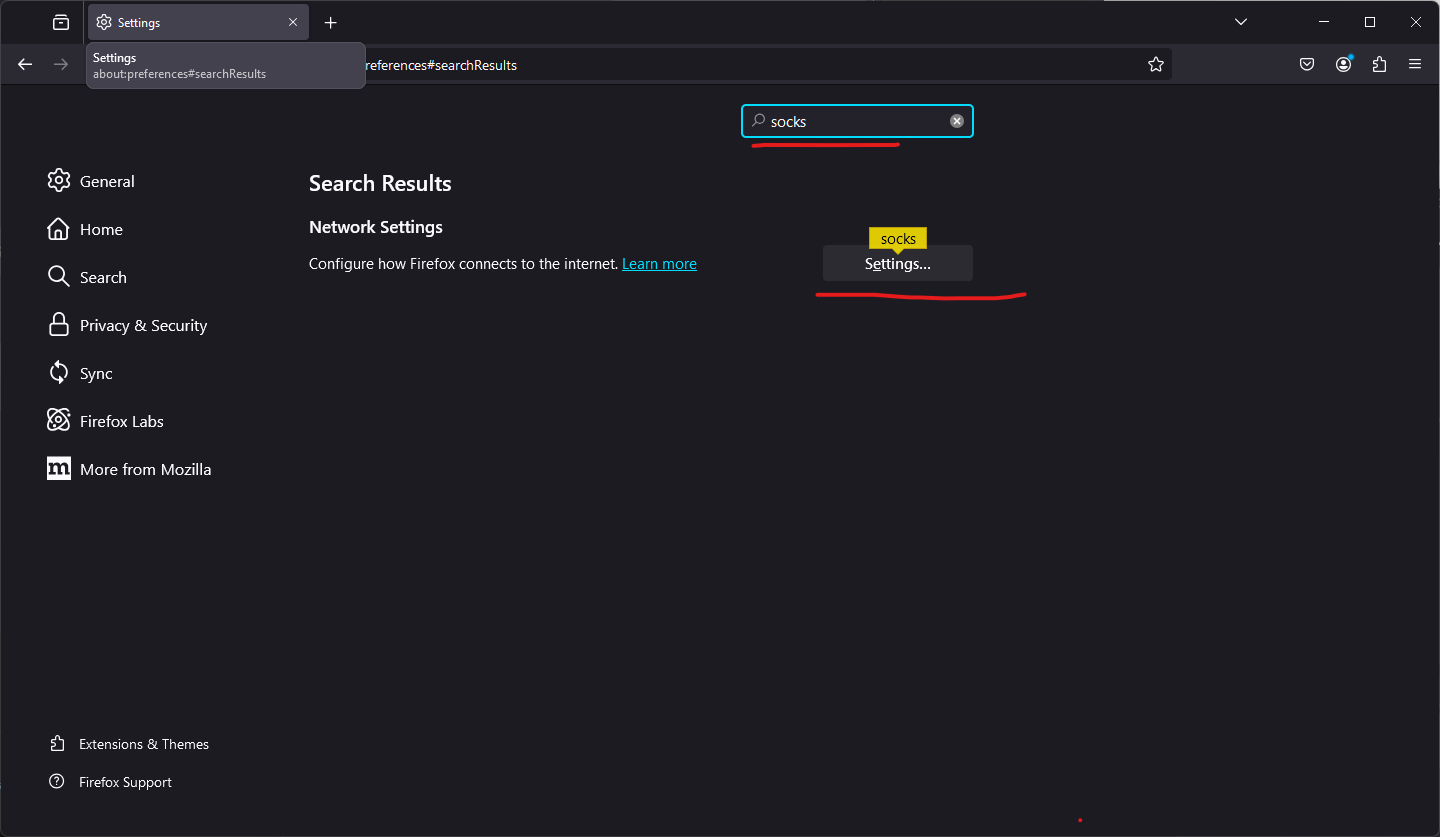 Settings
Settings
about:preferences#searchResults
references#searchResults
socks
General
Home
Search
Privacy & Security
Sync
Firefox Labs
m More from Mozilla
Search Results
Network Settings
Configure how Firefox connects to the internet. Learn more
socks
Settings...
Extensions & Themes
Firefox Support